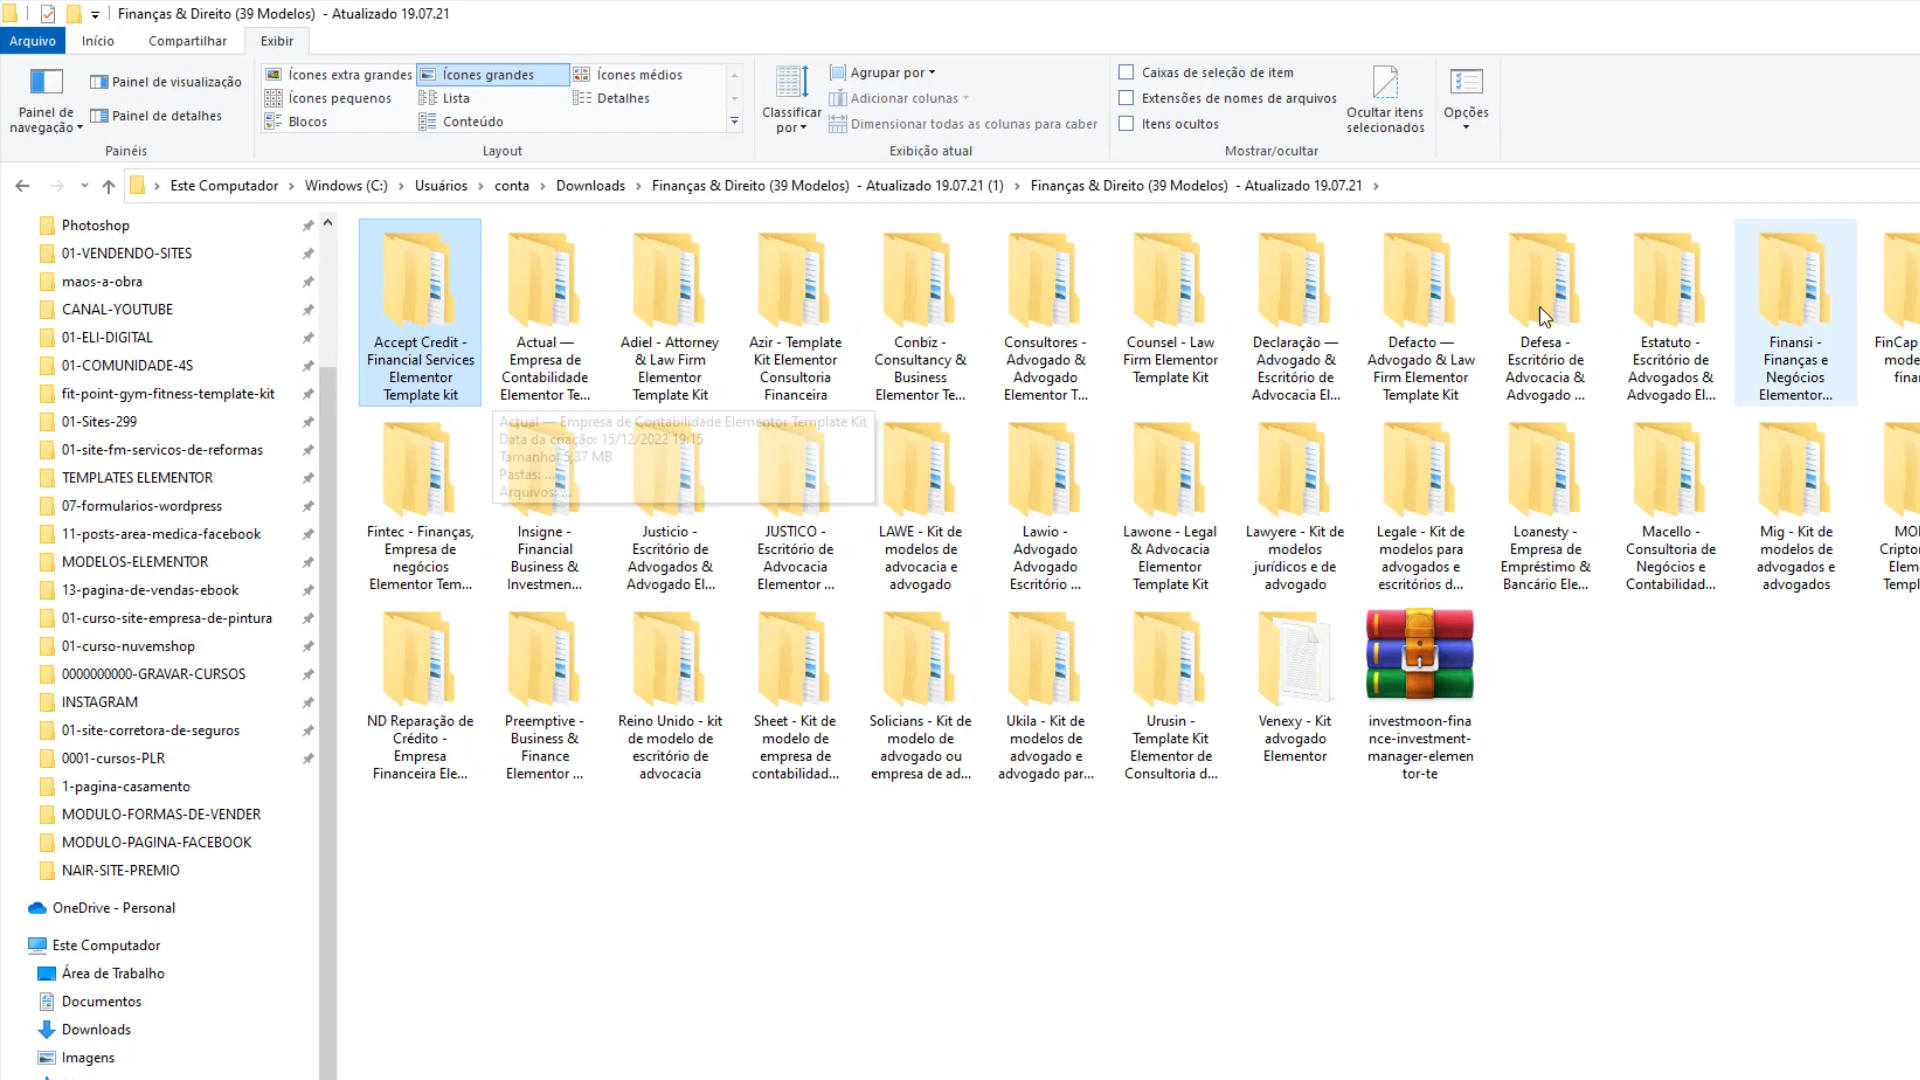 Finanças & Direito (39 Modelos)  - Atualizado 19.07.21
Arquivo
Início
Compartilhar
Exibir
Painel de
navegação
Painel de visualização
Painel de detalhes
Painéis
Ícones extra grandes
Ícones grandes
Ícones médios
Ícones pequenos
Lista
Detalhes
Blocos
Conteúdo
Layout
Classificar
por
Agrupar por
Adicionar colunas
Dimensionar todas as colunas para caber
Exibição atual
Caixas de seleção de item
Extensões de nomes de arquivos
Itens ocultos
Ocultar itens
selecionados
Mostrar/ocultar
Opções
Este Computador
Windows (C:)
Usuários
conta
Downloads
Finanças & Direito (39 Modelos)  - Atualizado 19.07.21 (1)
Finanças & Direito (39 Modelos)  - Atualizado 19.07.21
Photoshop
01-VENDENDO-SITES
maos-a-obra
CANAL-YOUTUBE
01-ELI-DIGITAL
01-COMUNIDADE-4S
fit-point-gym-fitness-template-kit
01-Sites-299
01-site-fm-servicos-de-reformas
TEMPLATES ELEMENTOR
07-formularios-wordpress
11-posts-area-medica-facebook
MODELOS-ELEMENTOR
13-pagina-de-vendas-ebook
01-curso-site-empresa-de-pintura
01-curso-nuvemshop
0000000000-GRAVAR-CURSOS
INSTAGRAM
01-site-corretora-de-seguros
0001-cursos-PLR
1-pagina-casamento
MODULO-FORMAS-DE-VENDER
MODULO-PAGINA-FACEBOOK
NAIR-SITE-PREMIO
OneDrive - Personal
Este Computador
Área de Trabalho
Documentos
Downloads
Imagens
Accept Credit -
Financial Services
Elementor
Template kit
Actual —
Empresa de
Contabilidade
Elementor Te...
Adiel - Attorney
& Law Firm
Elementor
Template Kit
Azir - Template
Kit Elementor
Consultoria
Financeira
Conbiz -
Consultancy &
Business
Elementor Te...
Consultores -
Advogado &
Advogado
Elementor T...
Counsel - Law
Firm Elementor
Template Kit
Declaração —
Advogado &
Escritório de
Advocacia El...
Defacto —
Advogado & Law
Firm Elementor
Template Kit
Defesa -
Escritório de
Advocacia &
Advogado ...
Estatuto -
Escritório de
Advogados &
Advogado El...
Finansi -
Finanças e
Negócios
Elementor...
FinCap
mode
finan
Actual — Empresa de Contabilidade Elementor Template Kit
Data da criação: 15/12/2022 19:15
Tamanho: 5,37 MB
Pastas: ...
Arquivos: ...
Fintec - Finanças,
Empresa de
negócios
Elementor Tem...
Insigne -
Financial
Business &
Investmen...
Justicio -
Escritório de
Advogados &
Advogado El...
JUSTICO -
Escritório de
Advocacia
Elementor ...
LAWE - Kit de
modelos de
advocacia e
advogado
Lawio -
Advogado
Escritório ...
Lawone - Legal
& Advocacia
Elementor
Template Kit
Lawyere - Kit de
modelos
jurídicos e de
advogado
Legale - Kit de
modelos para
advogados e
escritórios d...
Loanesty -
Empresa de
Empréstimo &
Bancário Ele...
Macello -
Consultoria de
Negócios e
Contabilidad...
Mig - Kit de
modelos de
advogados e
advogados
MO
Cripto
Elem
Templ
ND Reparação de
Crédito -
Empresa
Financeira Ele...
Preemptive -
Business &
Finance
Elementor ...
Reino Unido - kit
de modelo de
escritório de
advocacia
Sheet - Kit de
modelo de
empresa de
contabilidad...
Solicians - Kit de
modelo de
advogado ou
empresa de ad...
Ukila - Kit de
modelos de
advogado e
advogado par...
Urusin -
Template Kit
Elementor de
Consultoria d...
Venexy - Kit
advogado
Elementor
investmoon-fina
nce-investment-
manager-elemen
tor-te